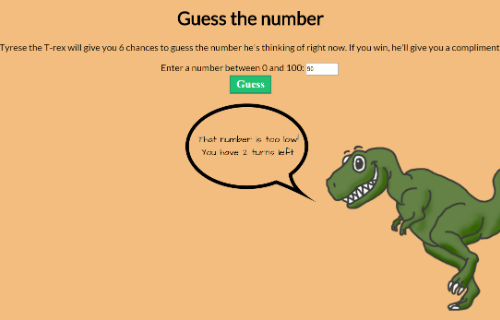 Guess the number
Tyrese the T-rex will give you 6 chances to guess the number he's thinking of right now. If you win, he'll give you a compliment
Enter a number between 0 and 100:
Guess
That number is too low!
You have 2 turns left